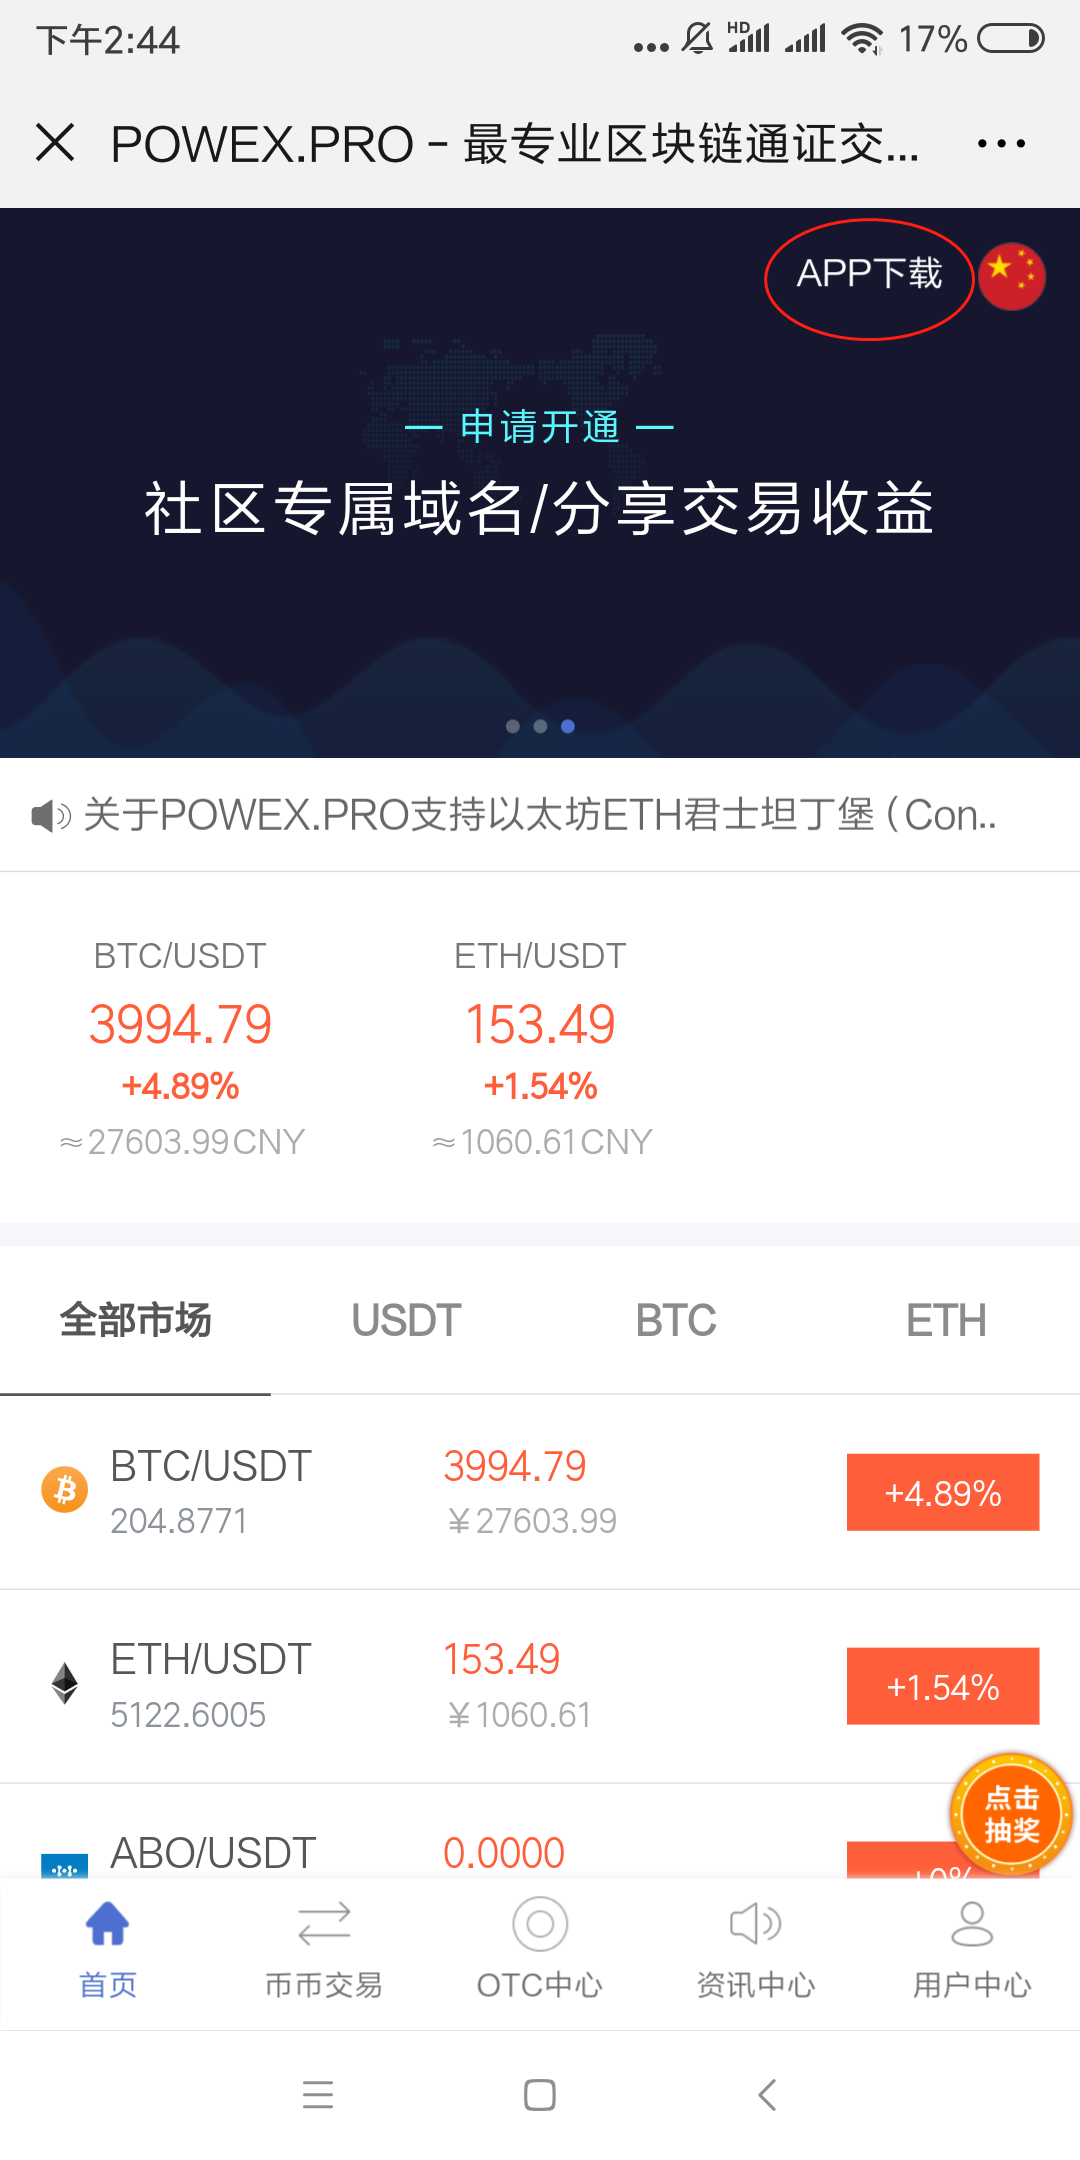 下午2:44
HD
17%
POWEX.PRO - 最专业区块链通证交...
APP下载
— 申请开通 —
社区专属域名/分享交易收益
关于POWEX.PRO支持以太坊ETH君士坦丁堡（Con..
BTC/USDT
3994.79
+4.89%
≈27603.99CNY
ETH/USDT
153.49
+1.54%
≈1060.61CNY
全部市场
USDT
BTC
ETH
BTC/USDT
3994.79
+4.89%
204.8771
￥27603.99
ETH/USDT
153.49
+1.54%
5122.6005
￥1060.61
点击
抽奖
ABO/USDT
0.0000
+0%
首页
币币交易
OTC中心
资讯中心
用户中心